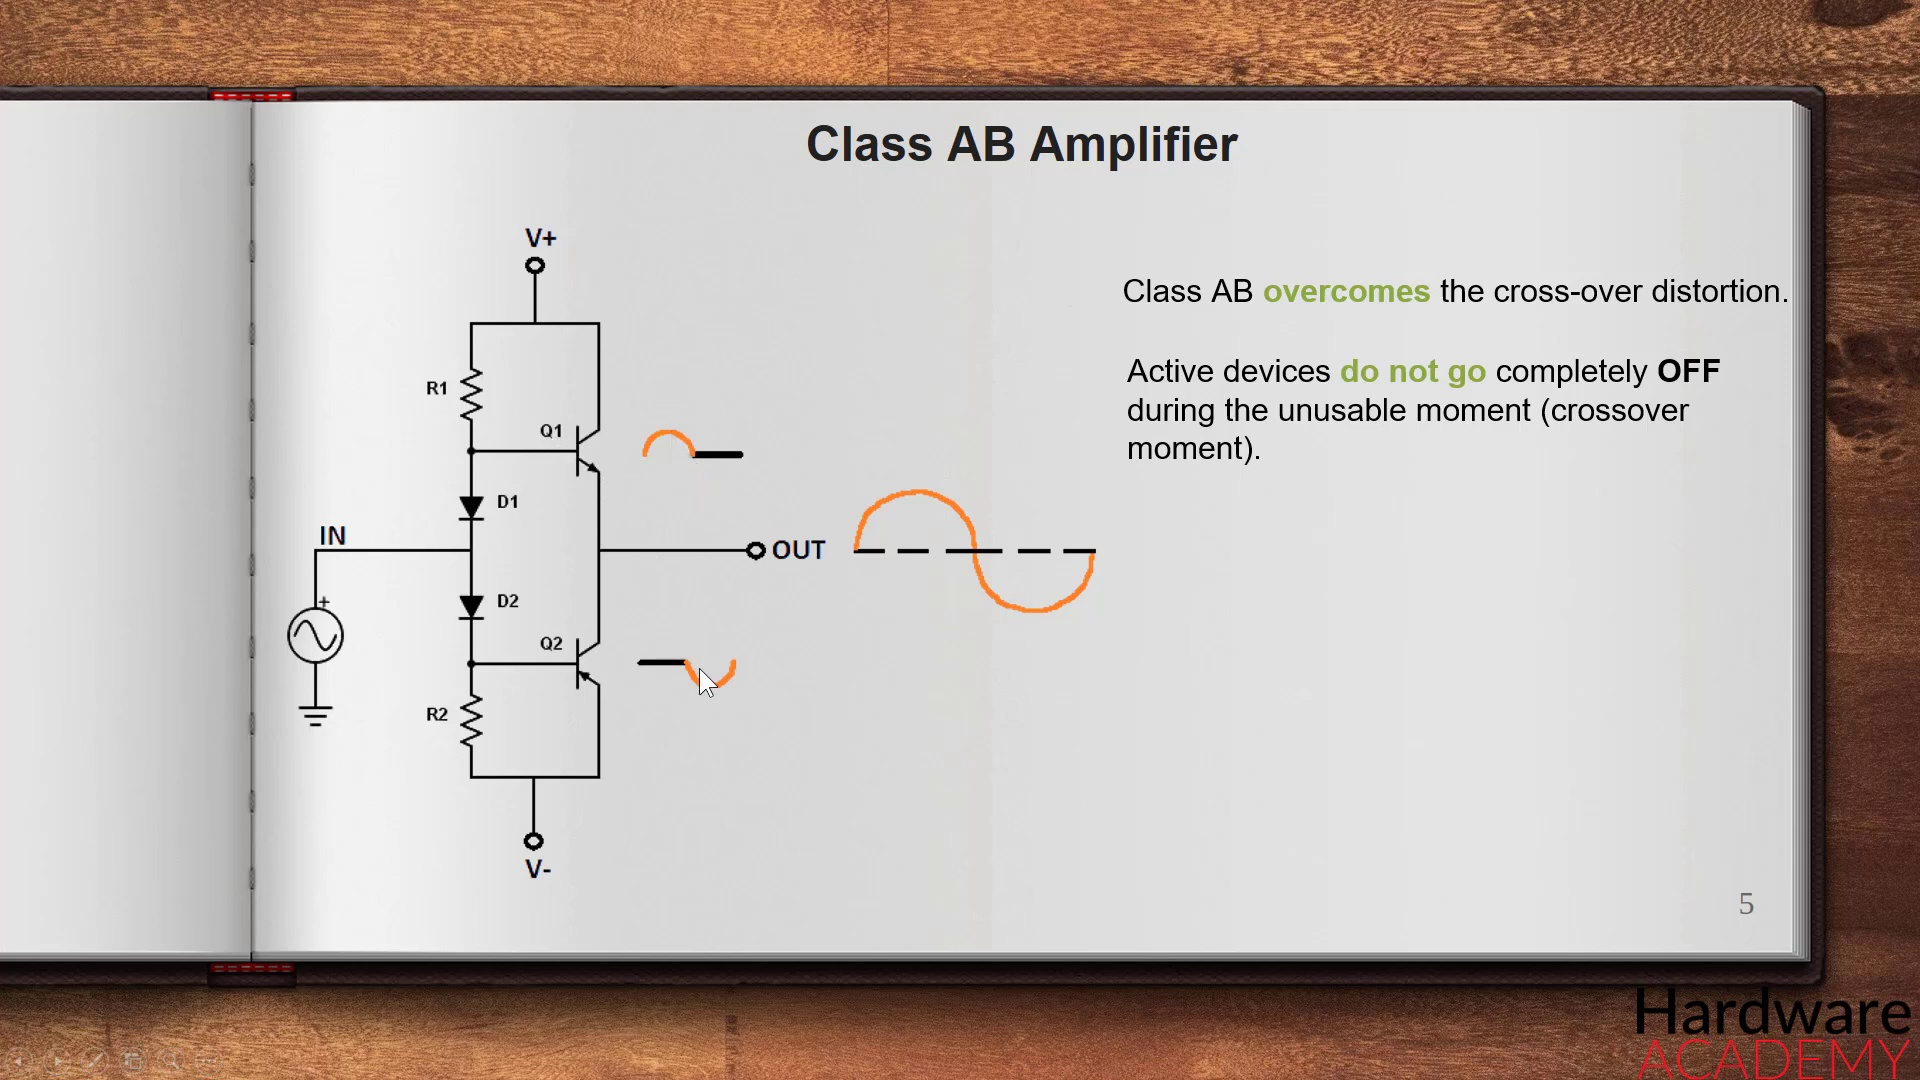 Class AB Amplifier
V+
Class AB overcomes the cross-over distortion.
Active devices do not go completely OFF
during the unusable moment (crossover
moment).
R1
Q1
D1
IN
OUT
+
D2
Q2
R2
V-
5
Hardware
ACADEMY